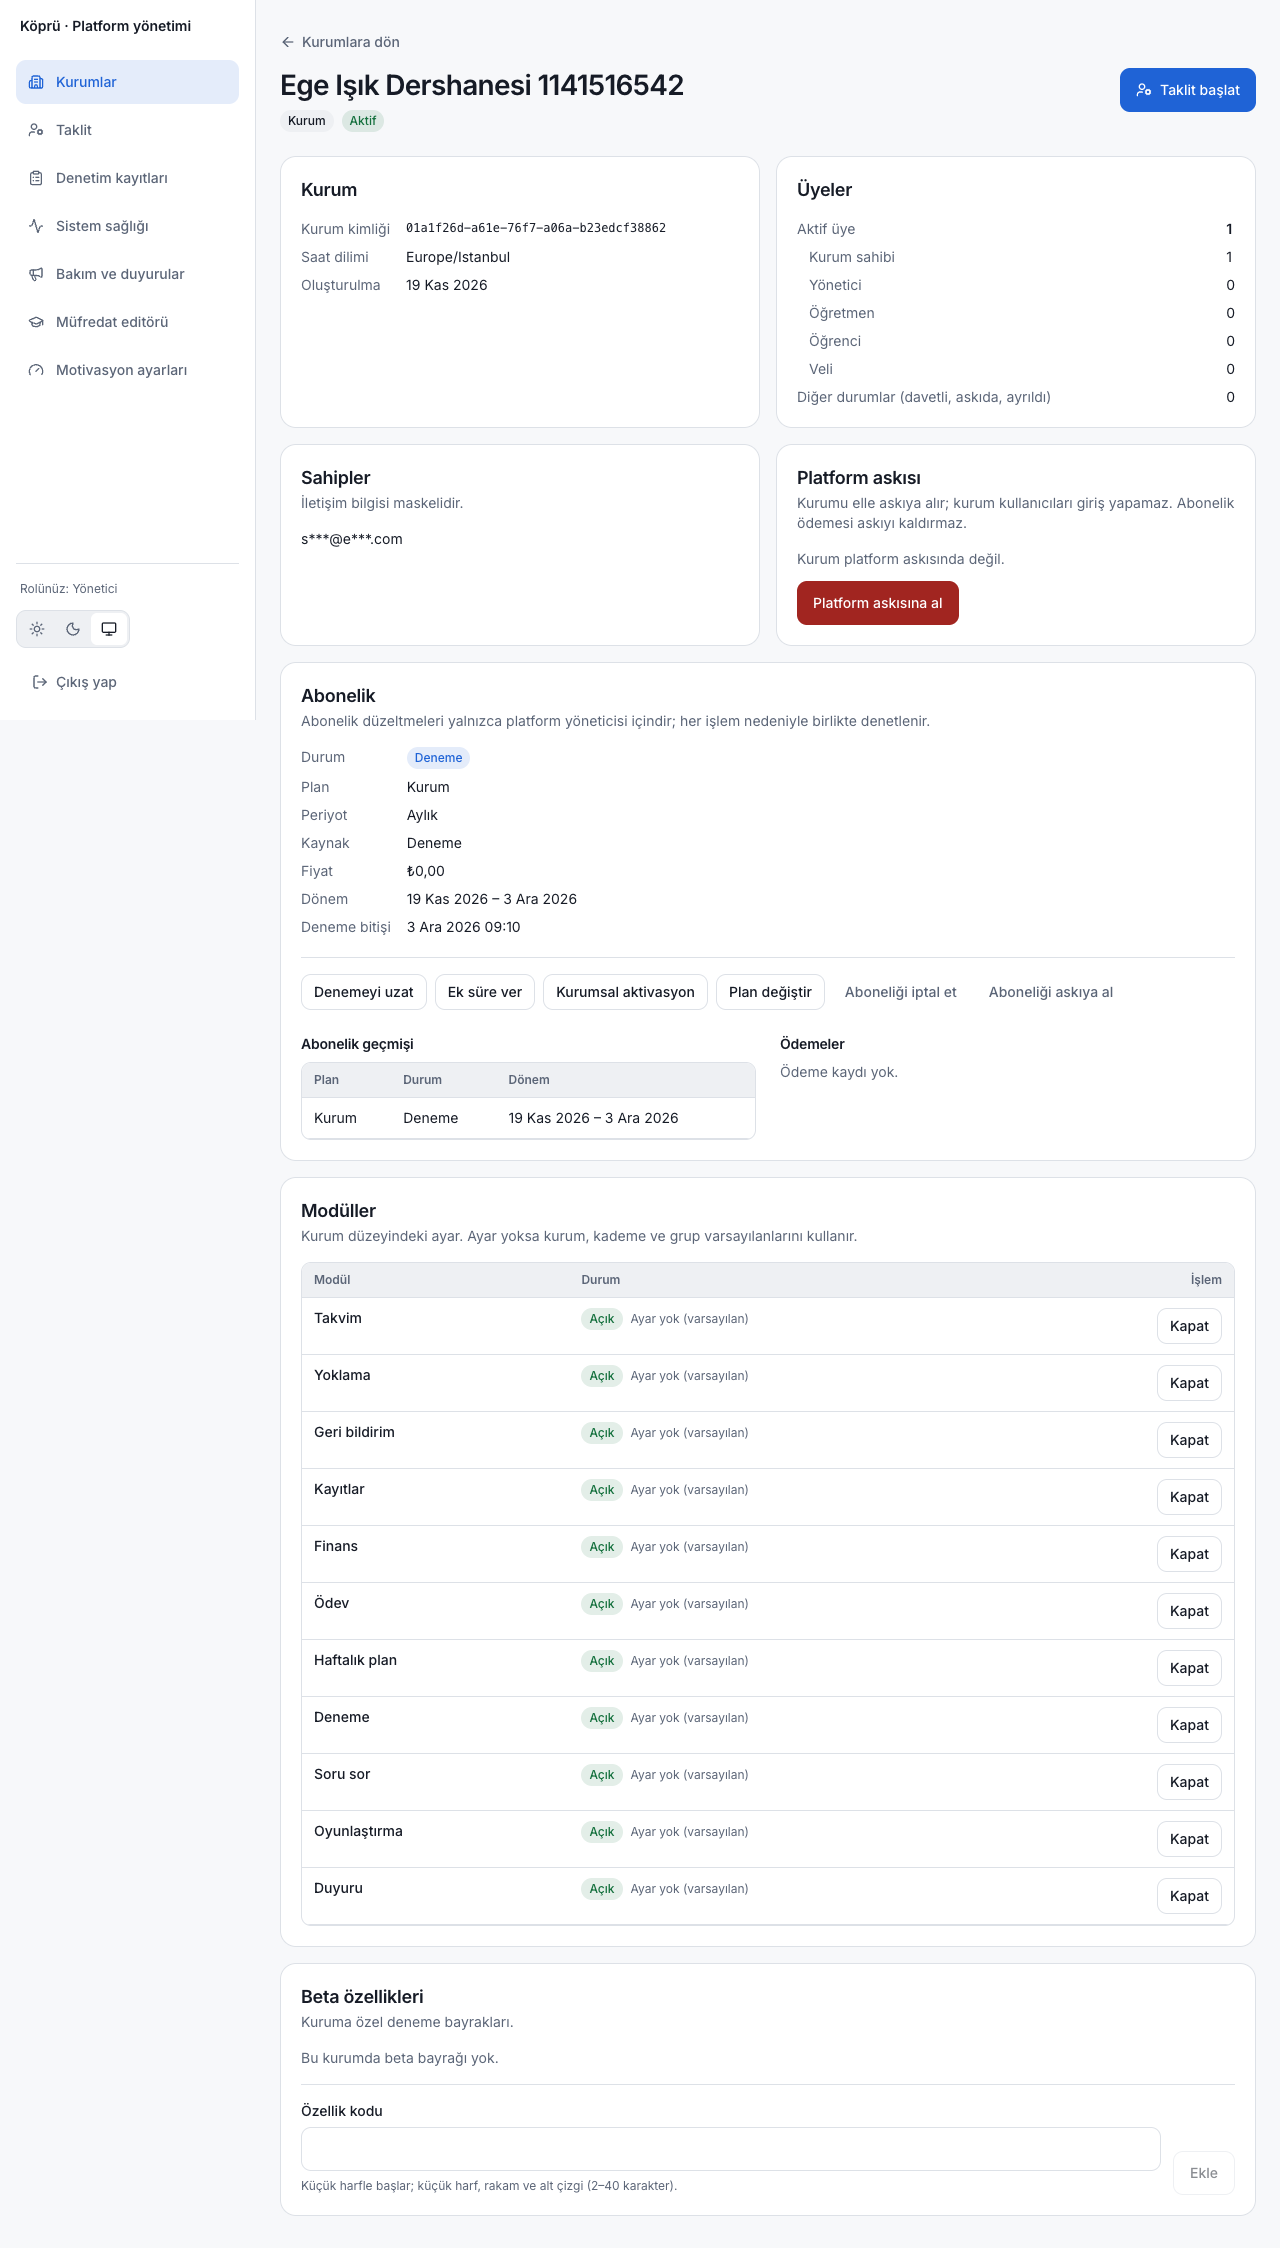 Köprü · Platform yönetimi
Kurumlar
Taklit
Denetim kayıtları
Sistem sağlığı
Bakım ve duyurular
Müfredat editörü
Motivasyon ayarları
Rolünüz: Yönetici
Çıkış yap
Kurumlara dön
Ege Işık Dershanesi 1141516542
Kurum Aktif
Taklit başlat
Kurum
Kurum kimliği 01a1f26d-a61e-76f7-a06a-b23edcf38862
Saat dilimi Europe/Istanbul
Oluşturulma 19 Kas 2026
Üyeler
Aktif üye 1
Kurum sahibi 1
Yönetici 0
Öğretmen 0
Öğrenci 0
Veli 0
Diğer durumlar (davetli, askıda, ayrıldı) 0
Sahipler
İletişim bilgisi maskelidir.
s***@e***.com
Platform askısı
Kurumu elle askıya alır; kurum kullanıcıları giriş yapamaz. Abonelik
ödemesi askıyı kaldırmaz.
Kurum platform askısında değil.
Platform askısına al
Abonelik
Abonelik düzeltmeleri yalnızca platform yöneticisi içindir; her işlem nedeniyle birlikte denetlenir.
Durum Deneme
Plan Kurum
Periyot Aylık
Kaynak Deneme
Fiyat ₺0,00
Dönem 19 Kas 2026 – 3 Ara 2026
Deneme bitişi 3 Ara 2026 09:10
Denemeyi uzat Ek süre ver Kurumsal aktivasyon Plan değiştir Aboneliği iptal et Aboneliği askıya al
Abonelik geçmişi
Plan Durum Dönem
Kurum Deneme 19 Kas 2026 – 3 Ara 2026
Ödemeler
Ödeme kaydı yok.
Modüller
Kurum düzeyindeki ayar. Ayar yoksa kurum, kademe ve grup varsayılanlarını kullanır.
Modül Durum İşlem
Takvim Açık Ayar yok (varsayılan) Kapat
Yoklama Açık Ayar yok (varsayılan) Kapat
Geri bildirim Açık Ayar yok (varsayılan) Kapat
Kayıtlar Açık Ayar yok (varsayılan) Kapat
Finans Açık Ayar yok (varsayılan) Kapat
Ödev Açık Ayar yok (varsayılan) Kapat
Haftalık plan Açık Ayar yok (varsayılan) Kapat
Deneme Açık Ayar yok (varsayılan) Kapat
Soru sor Açık Ayar yok (varsayılan) Kapat
Oyunlaştırma Açık Ayar yok (varsayılan) Kapat
Duyuru Açık Ayar yok (varsayılan) Kapat
Beta özellikleri
Kuruma özel deneme bayrakları.
Bu kurumda beta bayrağı yok.
Özellik kodu
Küçük harfle başlar; küçük harf, rakam ve alt çizgi (2–40 karakter).
Ekle